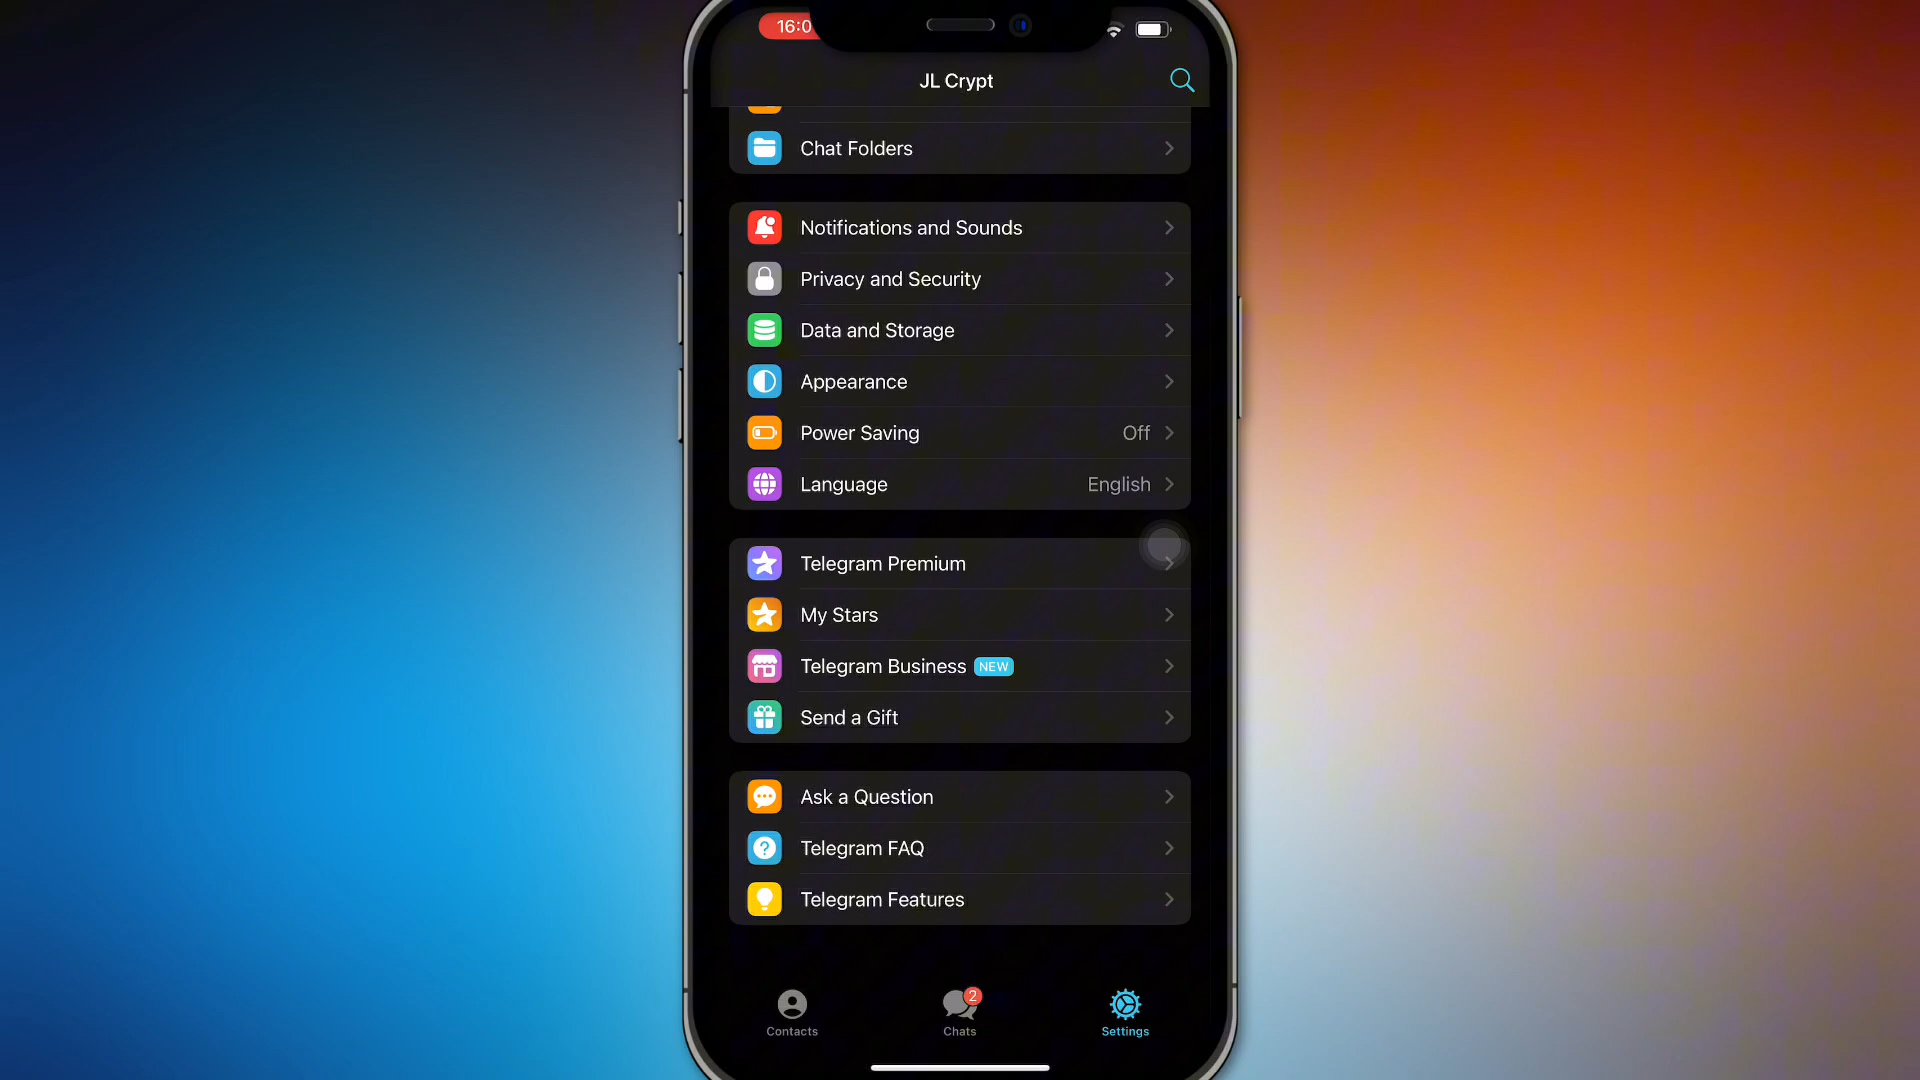 16:0
JL Crypt
Chat Folders
Notifications and Sounds
Privacy and Security
Data and Storage
Appearance
Power Saving Off
Language English
Telegram Premium
My Stars
Telegram Business NEW
Send a Gift
Ask a Question
Telegram FAQ
Telegram Features
2
Contacts
Chats
Settings